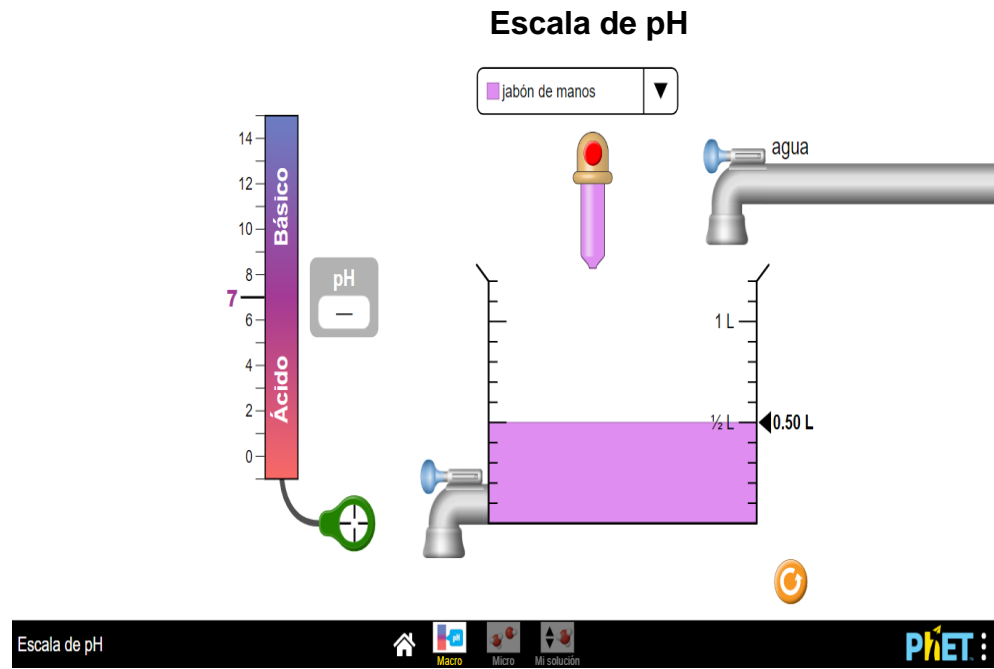 Escala de pH
jabón de manos
agua
14
12
10
8
7
6
4
2
0
Básico
Ácido
pH
—
1 L
½ L
0.50 L
Escala de pH
Macro
Micro
Mi solución
PhET